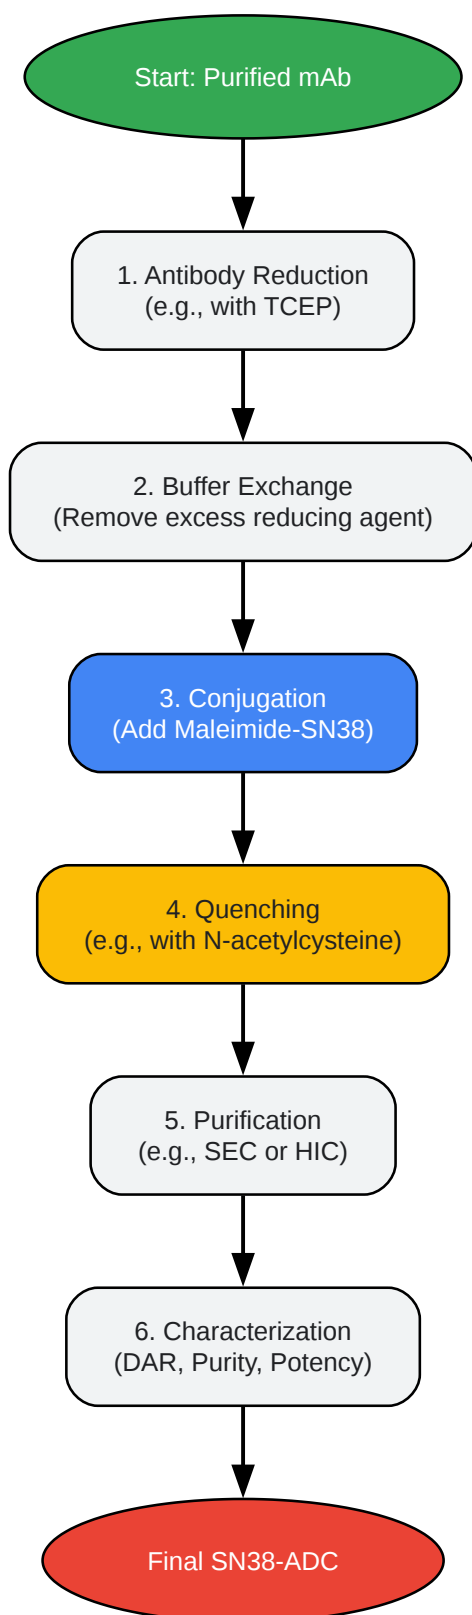 Start: Purified mAb
1. Antibody Reduction
(e.g., with TCEP)
2. Buffer Exchange
(Remove excess reducing agent)
3. Conjugation
(Add Maleimide-SN38)
4. Quenching
(e.g., with N-acetylcysteine)
5. Purification
(e.g., SEC or HIC)
6. Characterization
(DAR, Purity, Potency)
Final SN38-ADC